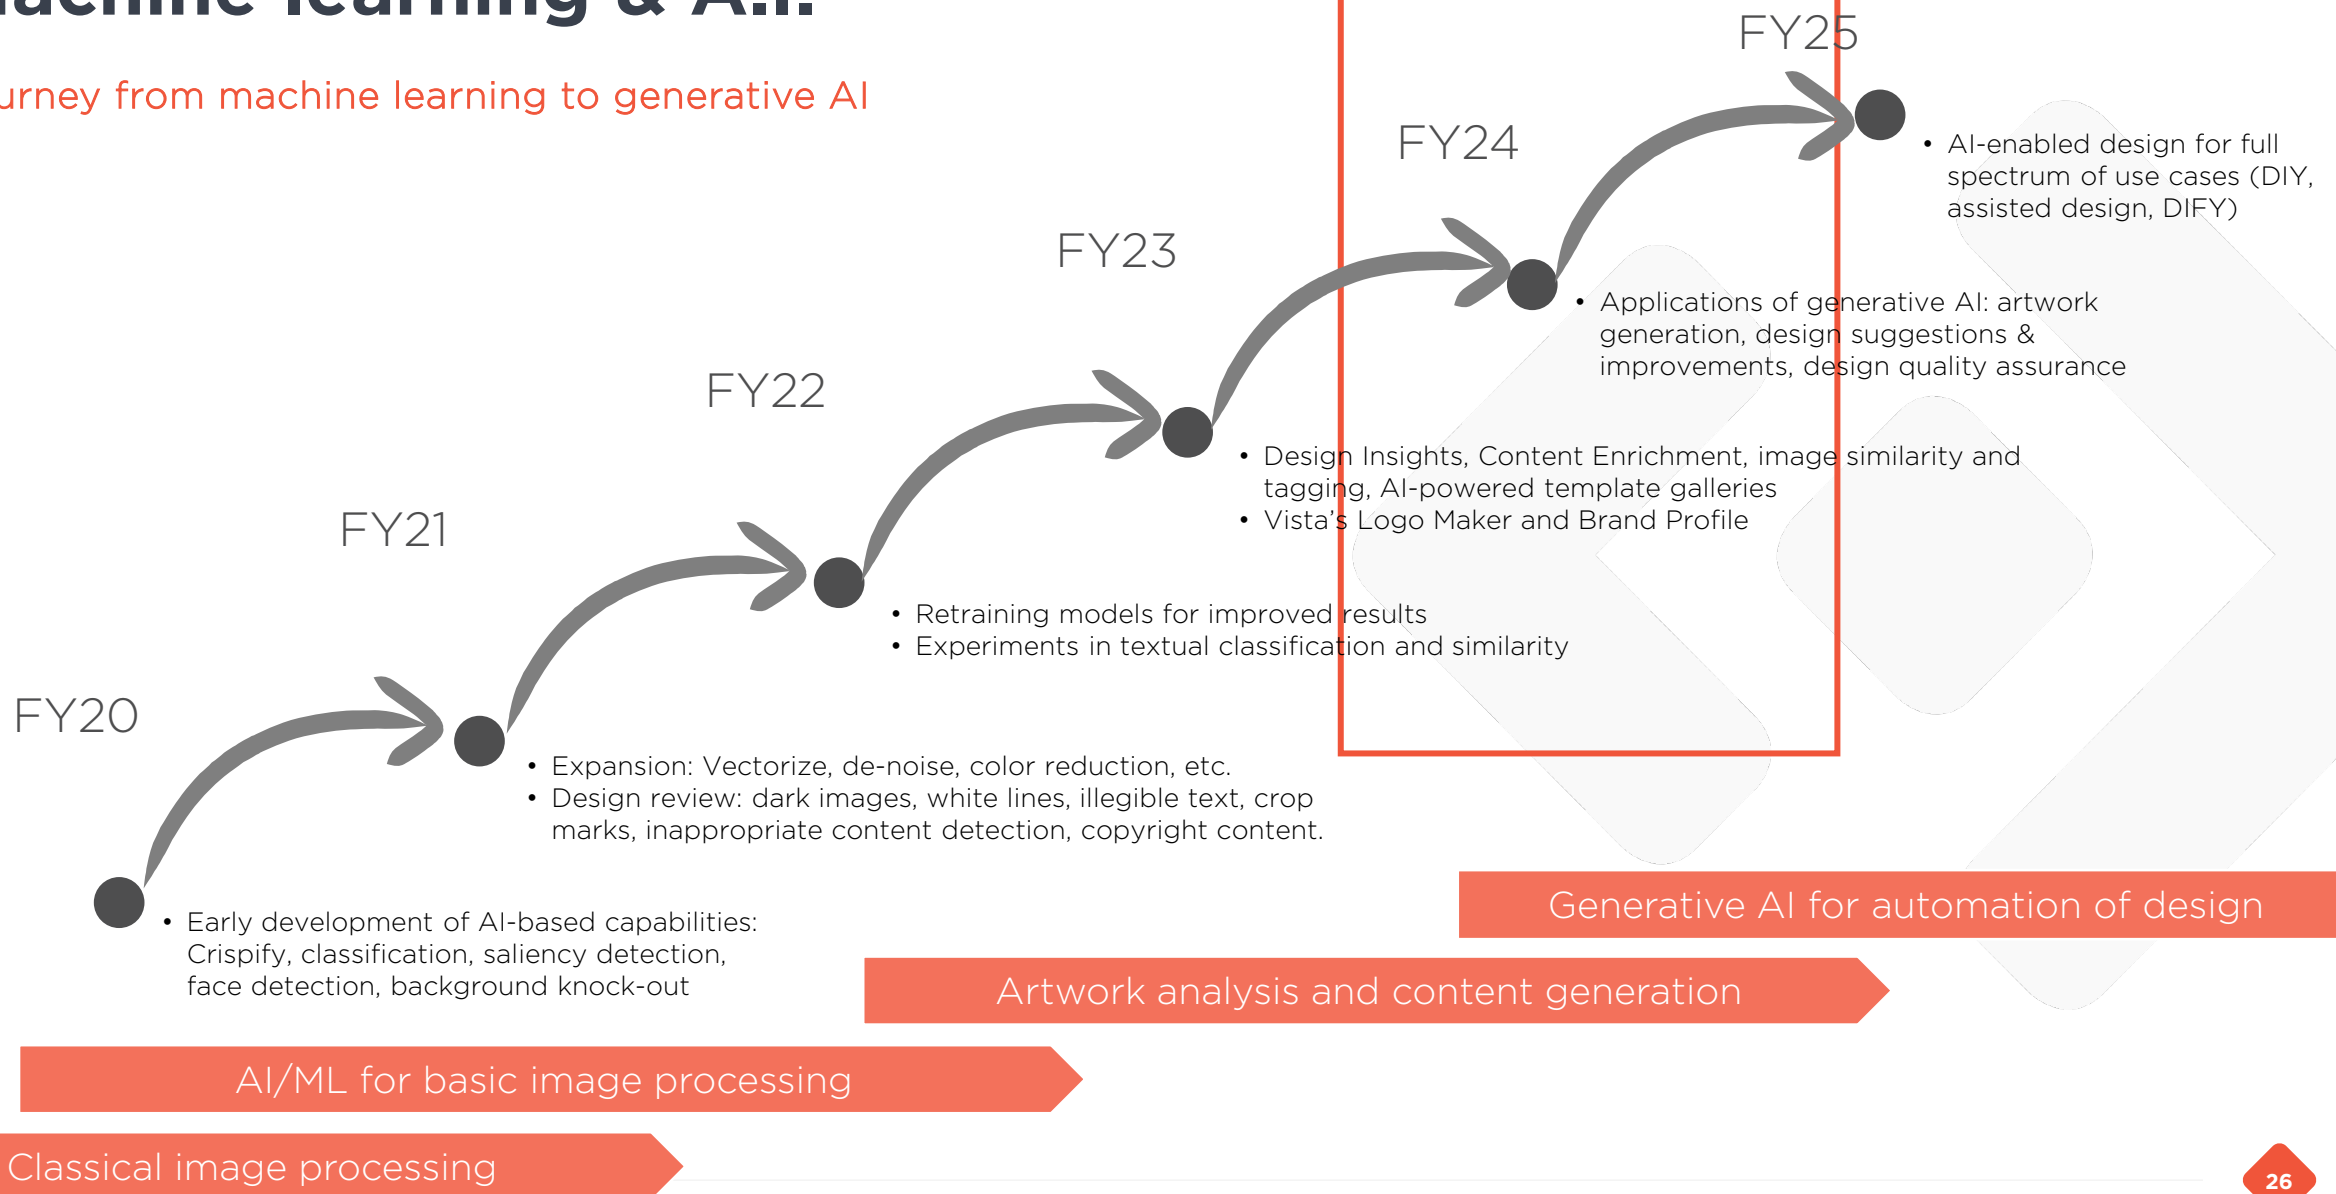 learning & A.I.
from machine learning to generative AI
FY25
• AI-enabled design for full
spectrum of use cases (DIY,
assisted design, DIFY)
FY24
• Applications of generative AI: artwork
generation, design suggestions &
improvements, design quality assurance
FY23
• Design Insights, Content Enrichment, image similarity and
tagging, AI-powered template galleries
• Vista's Logo Maker and Brand Profile
FY22
• Retraining models for improved results
• Experiments in textual classification and similarity
FY21
• Expansion: Vectorize, de-noise, color reduction, etc.
• Design review: dark images, white lines, illegible text, crop
marks, inappropriate content detection, copyright content.
FY20
• Early development of AI-based capabilities:
Crispify, classification, saliency detection,
face detection, background knock-out
Generative AI for automation of design
Artwork analysis and content generation
AI/ML for basic image processing
Classical image processing
26